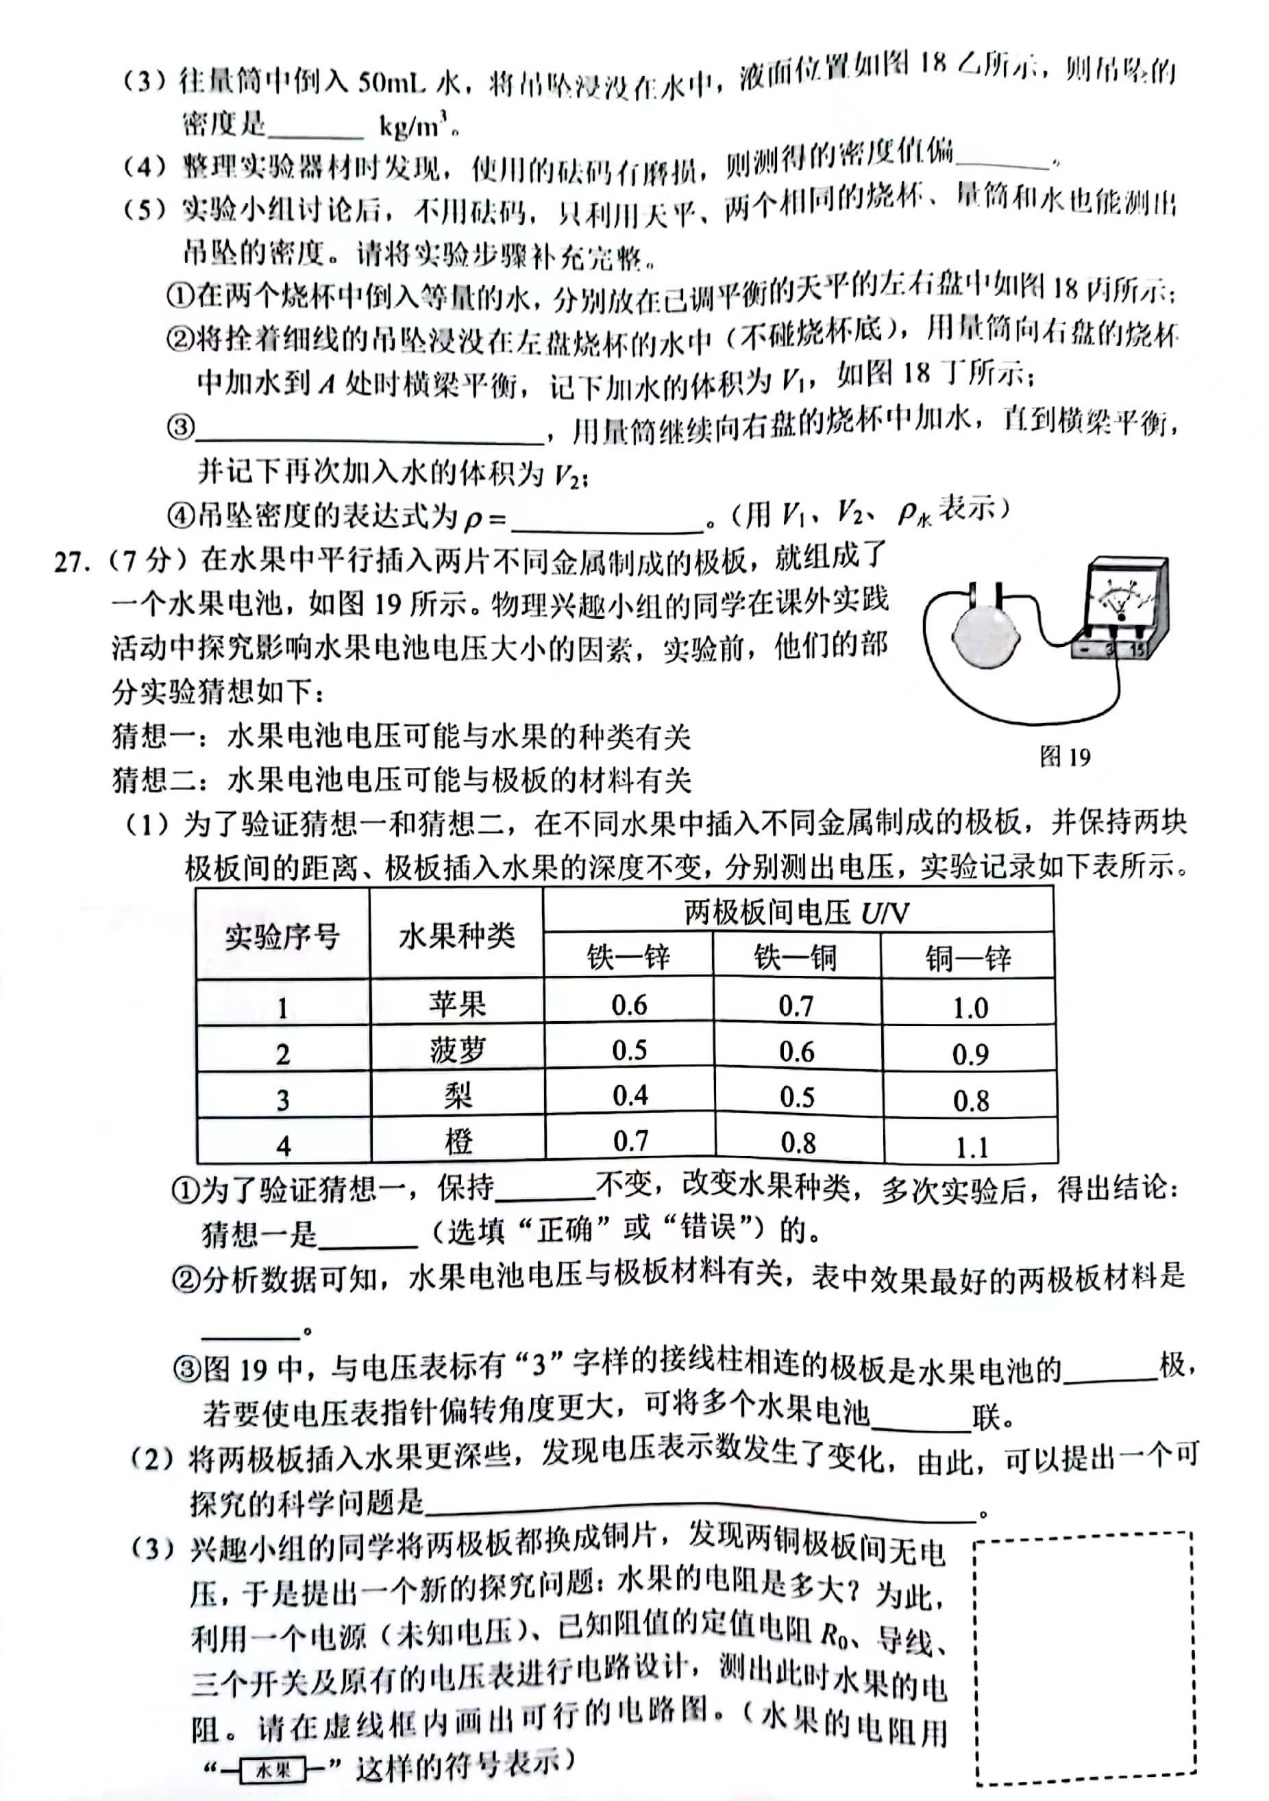 （3）往量筒中倒入 50mL 水，将吊坠浸没在水中，液面位置如图 18 乙所示，则吊坠的
密度是______ kg/m³。
（4）整理实验器材时发现，使用的砝码有磨损，则测得的密度值偏______。
（5）实验小组讨论后，不用砝码，只利用天平、两个相同的烧杯、量筒和水也能测出
吊坠的密度。请将实验步骤补充完整。
①在两个烧杯中倒入等量的水，分别放在已调平衡的天平的左右盘中如图 18 丙所示；
②将拴着细线的吊坠浸没在左盘烧杯的水中（不碰烧杯底），用量筒向右盘的烧杯
中加水到 A 处时横梁平衡，记下加水的体积为 V₁，如图 18 丁所示；
③______________________，用量筒继续向右盘的烧杯中加水，直到横梁平衡，
并记下再次加入水的体积为 V₂；
④吊坠密度的表达式为 ρ = ____________。（用 V₁、V₂、ρ水 表示）
27.（7 分）在水果中平行插入两片不同金属制成的极板，就组成了
一个水果电池，如图 19 所示。物理兴趣小组的同学在课外实践
活动中探究影响水果电池电压大小的因素，实验前，他们的部
分实验猜想如下：
- 3 15
V
图 19
猜想一：水果电池电压可能与水果的种类有关
猜想二：水果电池电压可能与极板的材料有关
（1）为了验证猜想一和猜想二，在不同水果中插入不同金属制成的极板，并保持两块
极板间的距离、极板插入水果的深度不变，分别测出电压，实验记录如下表所示。
实验序号 水果种类 两极板间电压 U/V
铁—锌 铁—铜 铜—锌
1 苹果 0.6 0.7 1.0
2 菠萝 0.5 0.6 0.9
3 梨 0.4 0.5 0.8
4 橙 0.7 0.8 1.1
①为了验证猜想一，保持______不变，改变水果种类，多次实验后，得出结论：
猜想一是______（选填“正确”或“错误”）的。
②分析数据可知，水果电池电压与极板材料有关，表中效果最好的两极板材料是
______。
③图 19 中，与电压表标有“3”字样的接线柱相连的极板是水果电池的______极，
若要使电压表指针偏转角度更大，可将多个水果电池______联。
（2）将两极板插入水果更深些，发现电压表示数发生了变化，由此，可以提出一个可
探究的科学问题是____________________________________。
（3）兴趣小组的同学将两极板都换成铜片，发现两铜极板间无电
压，于是提出一个新的探究问题：水果的电阻是多大？为此，
利用一个电源（未知电压）、已知阻值的定值电阻 R₀、导线、
三个开关及原有的电压表进行电路设计，测出此时水果的电
阻。请在虚线框内画出可行的电路图。（水果的电阻用
“水果”这样的符号表示）